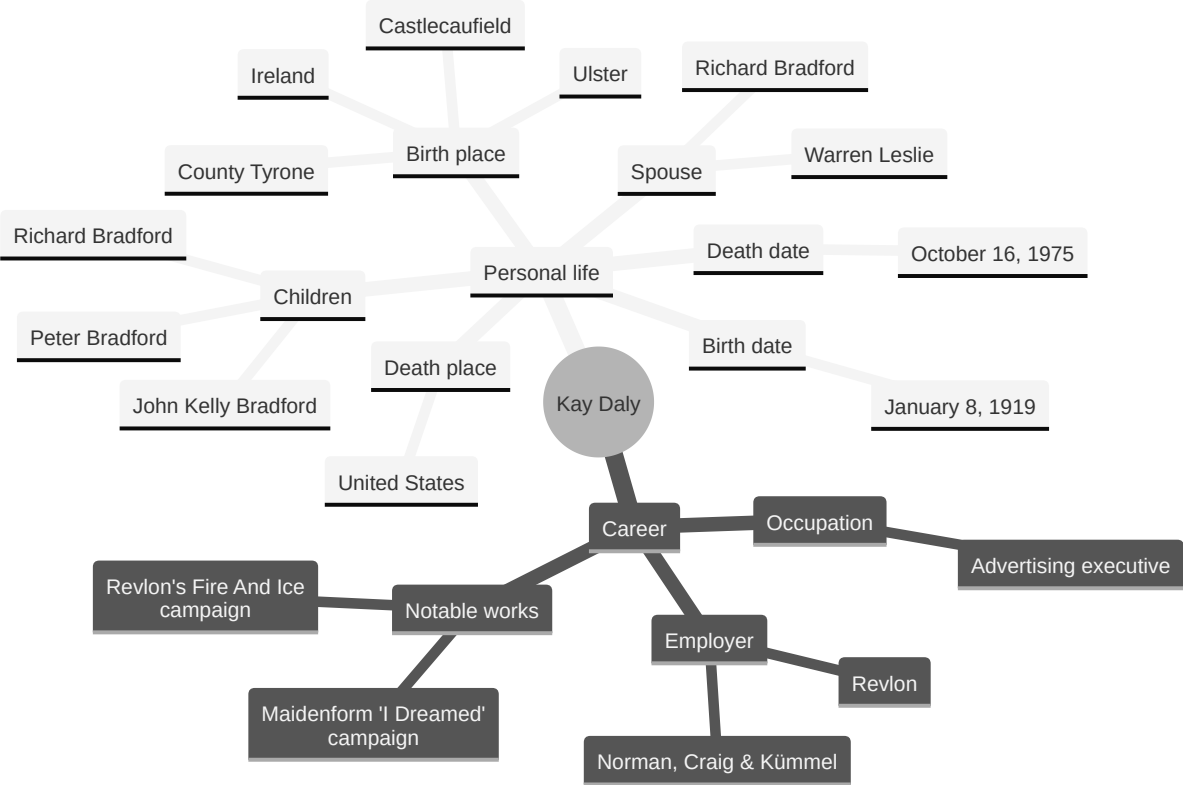 Castlecaufield
Ireland
Ulster
Richard Bradford
County Tyrone
Birth place
Spouse
Warren Leslie
Richard Bradford
Children
Personal life
Death date
October 16, 1975
Peter Bradford
John Kelly Bradford
Death place
Birth date
January 8, 1919
Kay Daly
United States
Career
Occupation
Advertising executive
Revlon's Fire And Ice
campaign
Notable works
Employer
Revlon
Maidenform 'I Dreamed'
campaign
Norman, Craig & Kümmel